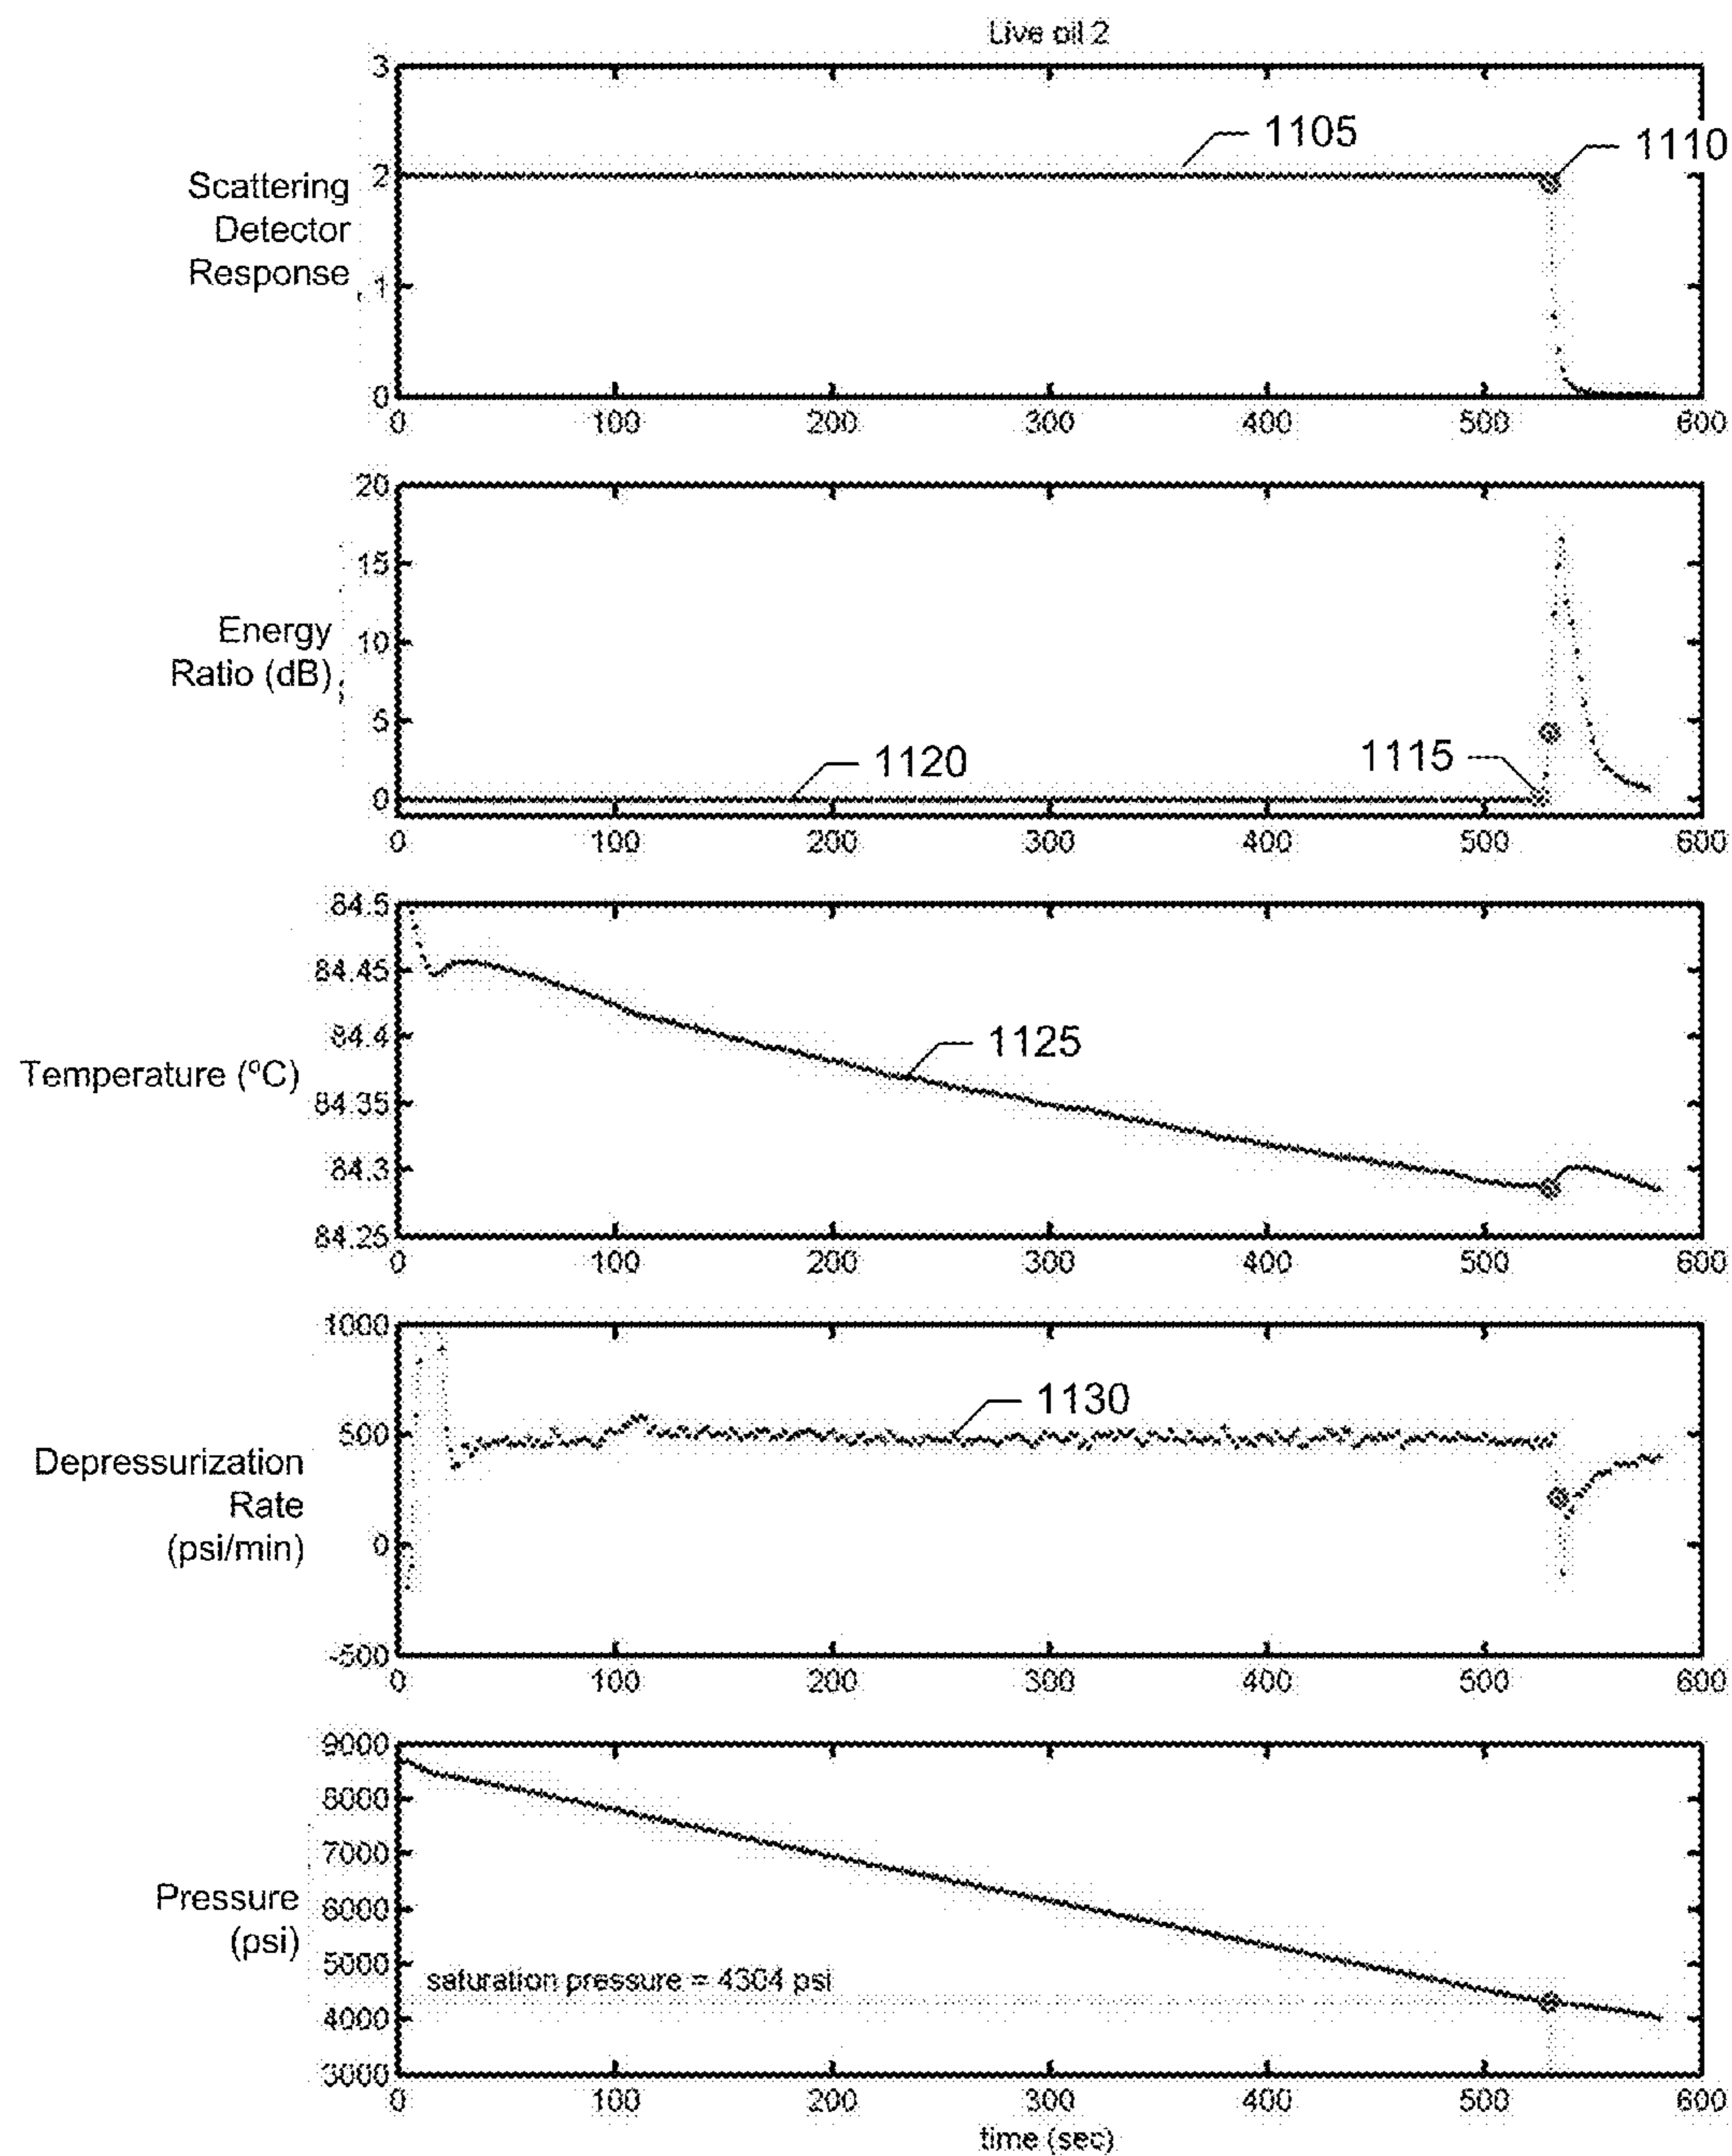 Live oil 2
3
1105
1110
2
Scattering
Detector
Response
1
0
0 100 200 300 400 500 600
20
15
Energy
Ratio (dB)
10
5
1120
1115
0
0 100 200 300 400 500 600
84.5
84.45
84.4
1125
Temperature (ºC)
84.35
84.3
84.25
0 100 200 300 400 500 600
1000
1130
500
Depressurization
Rate
(psi/min)
0
-500
0 100 200 300 400 500 600
9000
8000
7000
Pressure
(psi)
6000
5000
saturation pressure = 4304 psi
4000
3000
0 100 200 300 400 500 600
time (sec)